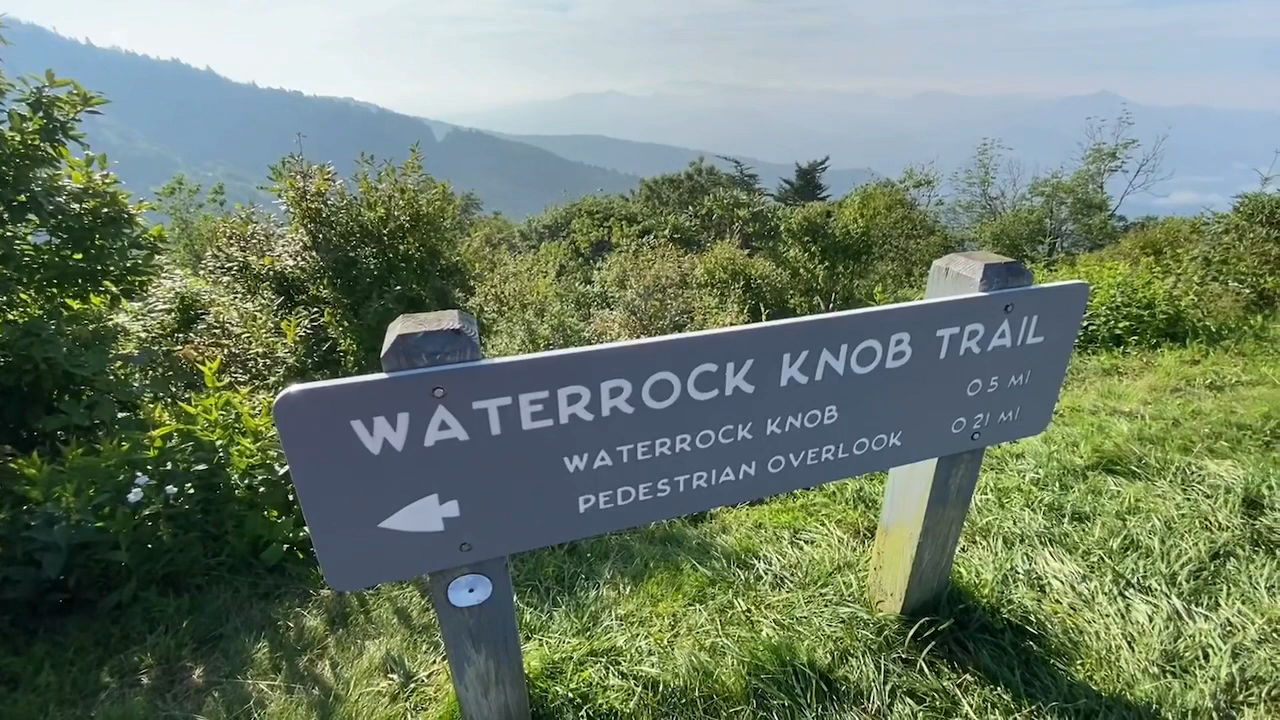 WATERROCK KNOB TRAIL
WATERROCK KNOB 0 5 MI
PEDESTRIAN OVERLOOK 0 21 MI